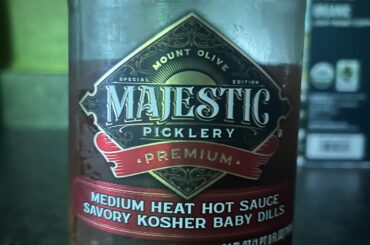 MOUNT OLIVE
SPECIAL EDITION
MAJESTIC
PICKLERY
PREMIUM
MEDIUM HEAT HOT SAUCE
SAVORY KOSHER BABY DILLS